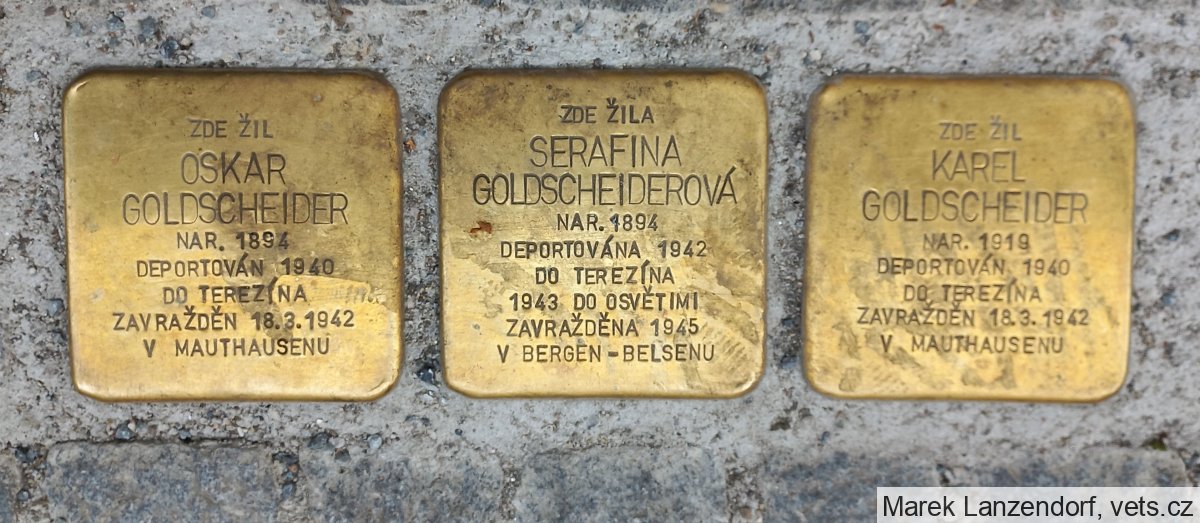 ZDE ŽIL
OSKAR
GOLDSCHEIDER
NAR. 1894
DEPORTOVÁN 1940
DO TEREZÍNA
ZAVRAŽDĚN 18.3.1942
V MAUTHAUSENU
ZDE ŽILA
SERAFINA
GOLDSCHEIDEROVÁ
NAR. 1894
DEPORTOVÁNA 1942
DO TEREZÍNA
1943 DO OSVĚTIMI
ZAVRAŽDĚNA 1945
V BERGEN-BELSENU
ZDE ŽIL
KAREL
GOLDSCHEIDER
NAR. 1919
DEPORTOVÁN 1940
DO TEREZÍNA
ZAVRAŽDĚN 18.3.1942
V MAUTHAUSENU
Marek Lanzendorf, vets.cz